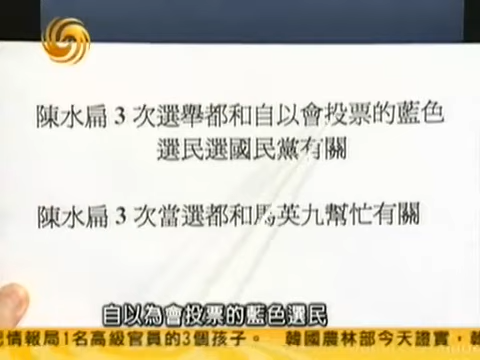 陳水扁3次選舉都和自以會投票的藍色
選民選國民黨有關
陳水扁3次當選都和馬英九幫忙有關
自以為會投票的藍色選民
情報局1名高級官員的3個孩子。 韓國農林部今天證實，韓